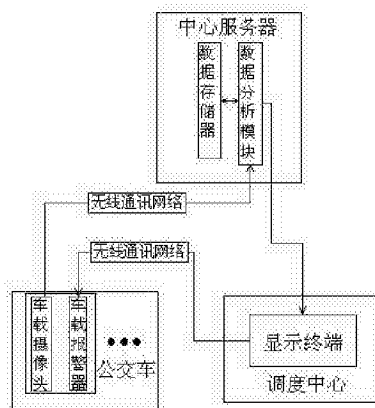 中心服务器
数据存储器
数据分析模块
无线通讯网络
无线通讯网络
车载摄像头
车载报警器
公交车
显示终端
调度中心